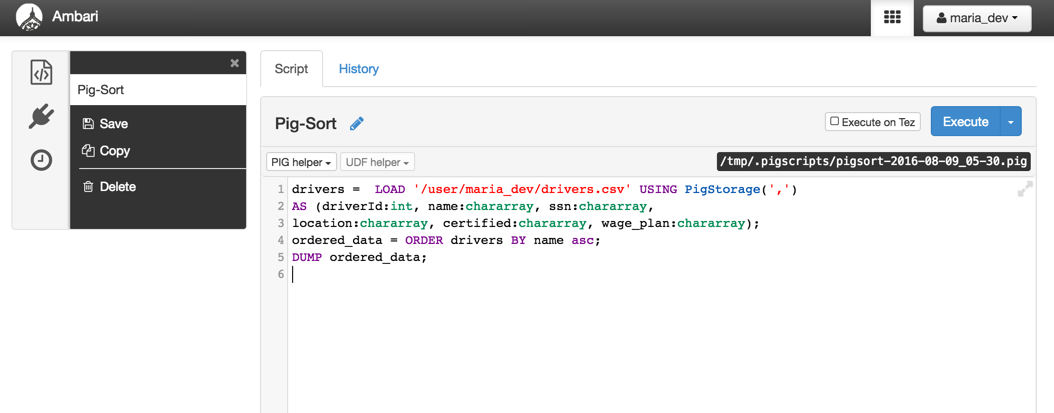 Ambari
maria_dev
Pig-Sort
Save
Copy
Delete
Script History
Pig-Sort
Execute on Tez
Execute
PIG helper
UDF helper
/tmp/.pigscripts/pigsort-2016-08-09_05-30.pig
1 drivers =  LOAD '/user/maria_dev/drivers.csv' USING PigStorage(',')
2 AS (driverId:int, name:chararray, ssn:chararray,
3 location:chararray, certified:chararray, wage_plan:chararray);
4 ordered_data = ORDER drivers BY name asc;
5 DUMP ordered_data;
6